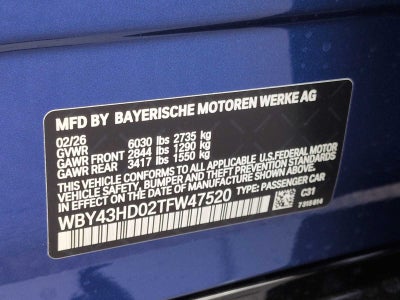 MFD BY BAYERISCHE MOTOREN WERKE AG
02/26
GVWR 6030 lbs 2735 kg
GAWR FRONT 2844 lbs 1290 kg
GAWR REAR 3417 lbs 1550 kg
THIS VEHICLE CONFORMS TO ALL APPLICABLE U.S. FEDERAL MOTOR
VEHICLE SAFETY, BUMPER, AND THEFT PREVENTION STANDARDS
IN EFFECT ON THE DATE OF MANUFACTURE SHOWN ABOVE.
WBY43HD02TFW47520 TYPE: PASSENGER CAR
C31
7315814